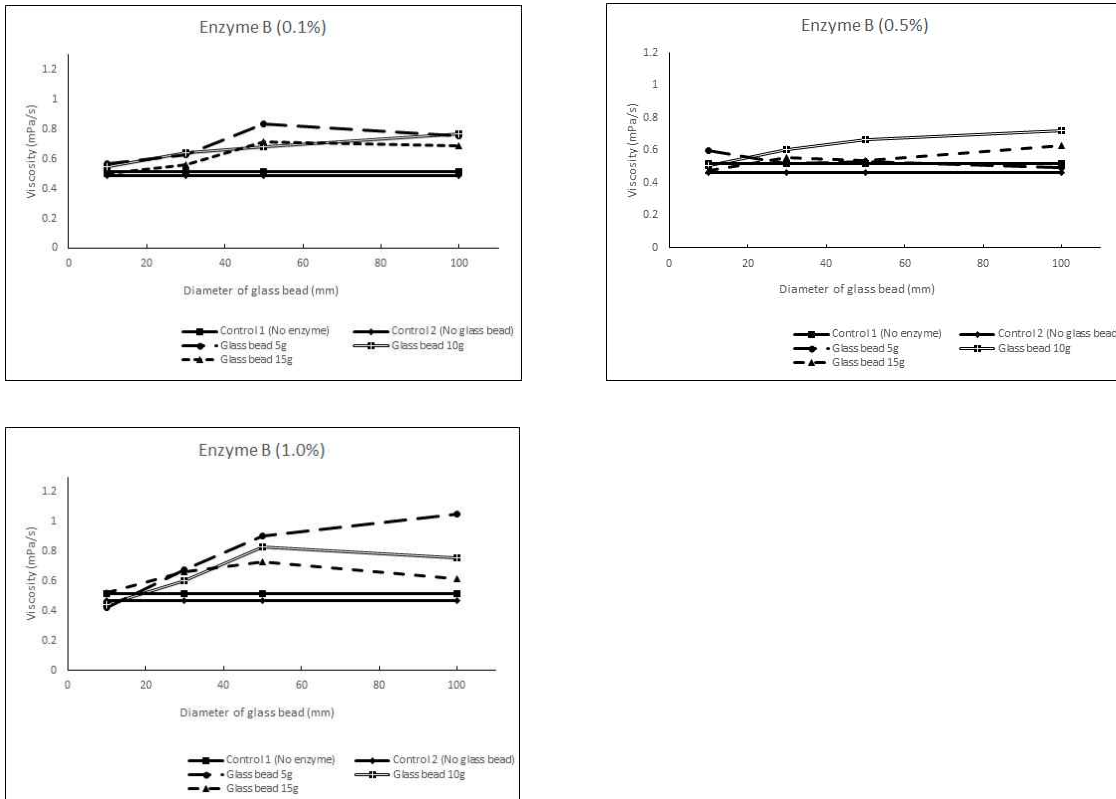 Enzyme B (0.1%)
1.2
1
0.8
0.6
0.4
0.2
0
Viscosity (mPa/s)
0 20 40 60 80 100
Diameter of glass bead (mm)
Control 1 (No enzyme) Control 2 (No glass bead)
Glass bead 5g Glass bead 10g
Glass bead 15g
Enzyme B (0.5%)
1.2
1
0.8
0.6
0.4
0.2
0
Viscosity (mPa/s)
0 20 40 60 80 100
Diameter of glass bead (mm)
Control 1 (No enzyme) Control 2 (No glass bead
Glass bead 5g Glass bead 10g
Glass bead 15g
Enzyme B (1.0%)
1.2
1
0.8
0.6
0.4
0.2
0
Viscosity (mPa/s)
0 20 40 60 80 100
Diameter of glass bead (mm)
Control 1 (No enzyme) Control 2 (No glass bead)
Glass bead 5g Glass bead 10g
Glass bead 15g